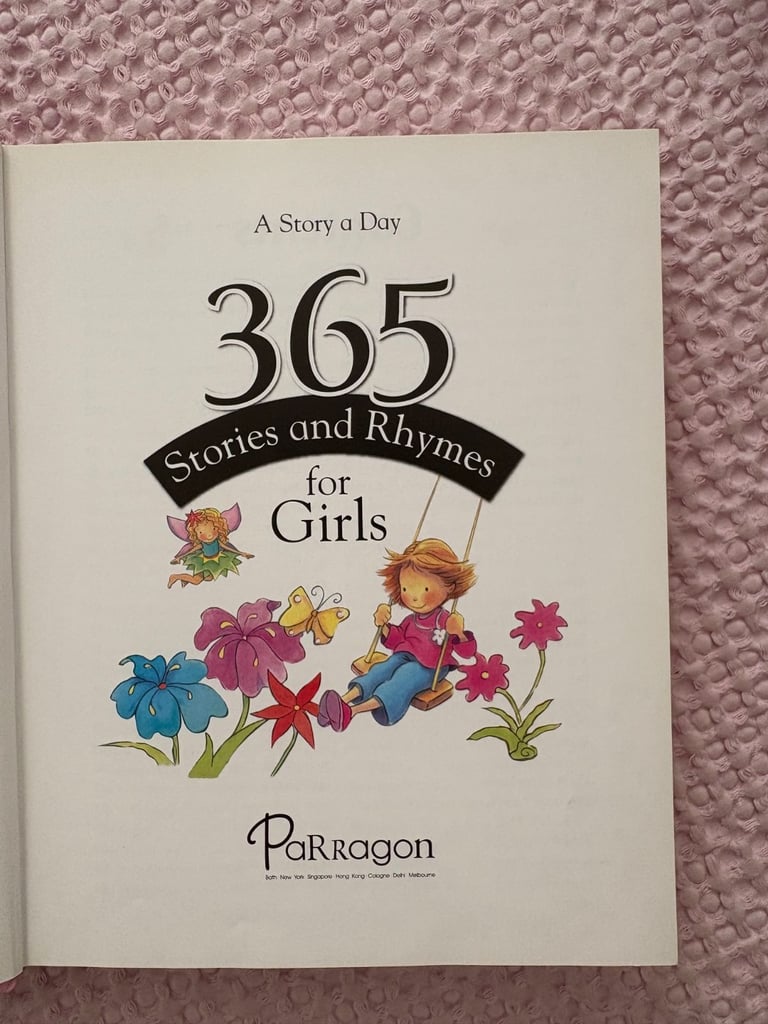 A Story a Day
365
Stories and Rhymes
for
Girls
PaRragon
Bath · New York · Singapore · Hong Kong · Cologne · Delhi · Melbourne